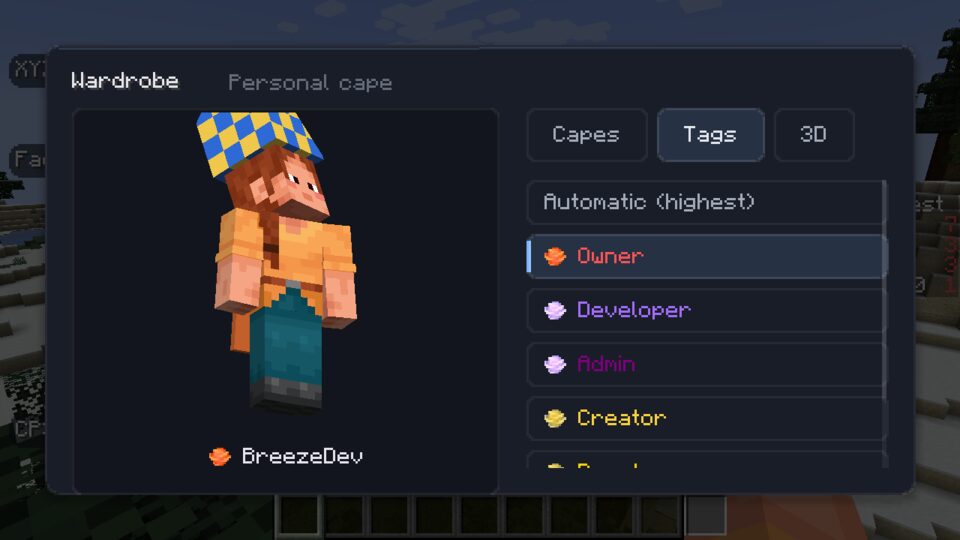 Wardrobe
Personal cape
Capes
Tags
3D
Automatic (highest)
Owner
Developer
Admin
Creator
BreezeDev